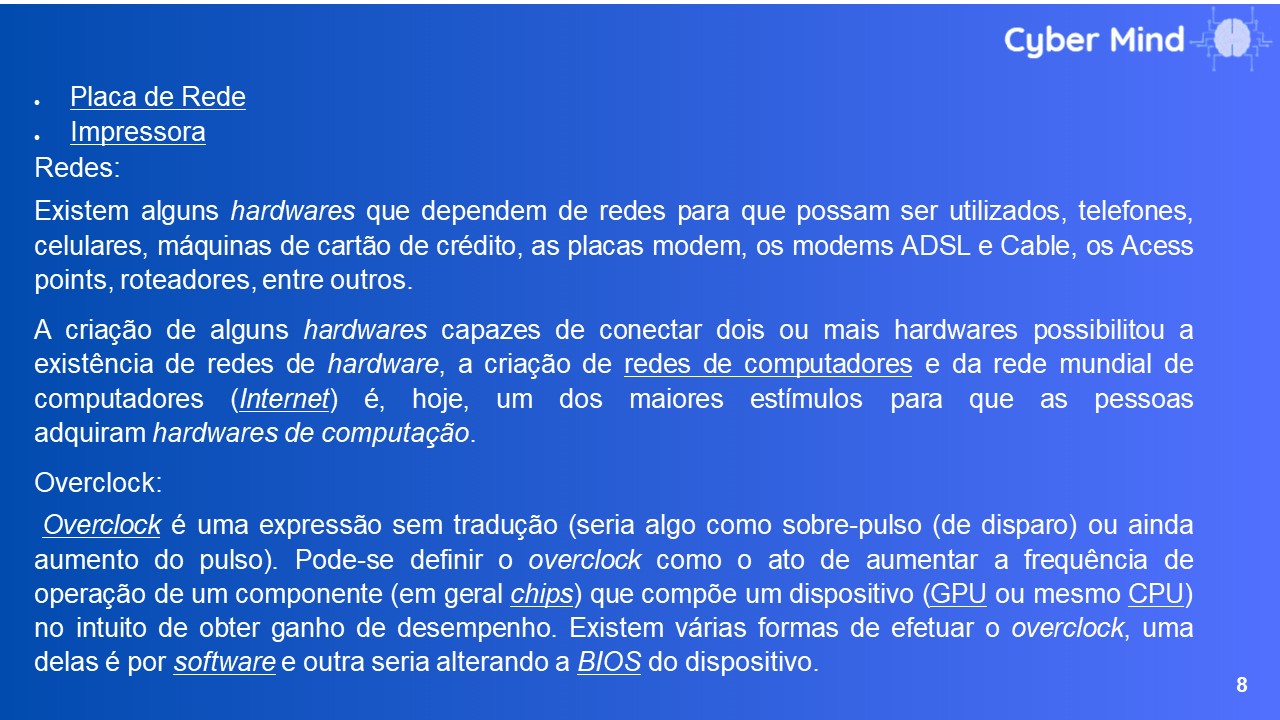 Cyber Mind
• Placa de Rede
• Impressora
Redes:
Existem alguns hardwares que dependem de redes para que possam ser utilizados, telefones,
celulares, máquinas de cartão de crédito, as placas modem, os modems ADSL e Cable, os Acess
points, roteadores, entre outros.
A criação de alguns hardwares capazes de conectar dois ou mais hardwares possibilitou a
existência de redes de hardware, a criação de redes de computadores e da rede mundial de
computadores (Internet) é, hoje, um dos maiores estímulos para que as pessoas
adquiram hardwares de computação.
Overclock:
Overclock é uma expressão sem tradução (seria algo como sobre-pulso (de disparo) ou ainda
aumento do pulso). Pode-se definir o overclock como o ato de aumentar a frequência de
operação de um componente (em geral chips) que compõe um dispositivo (GPU ou mesmo CPU)
no intuito de obter ganho de desempenho. Existem várias formas de efetuar o overclock, uma
delas é por software e outra seria alterando a BIOS do dispositivo.
8